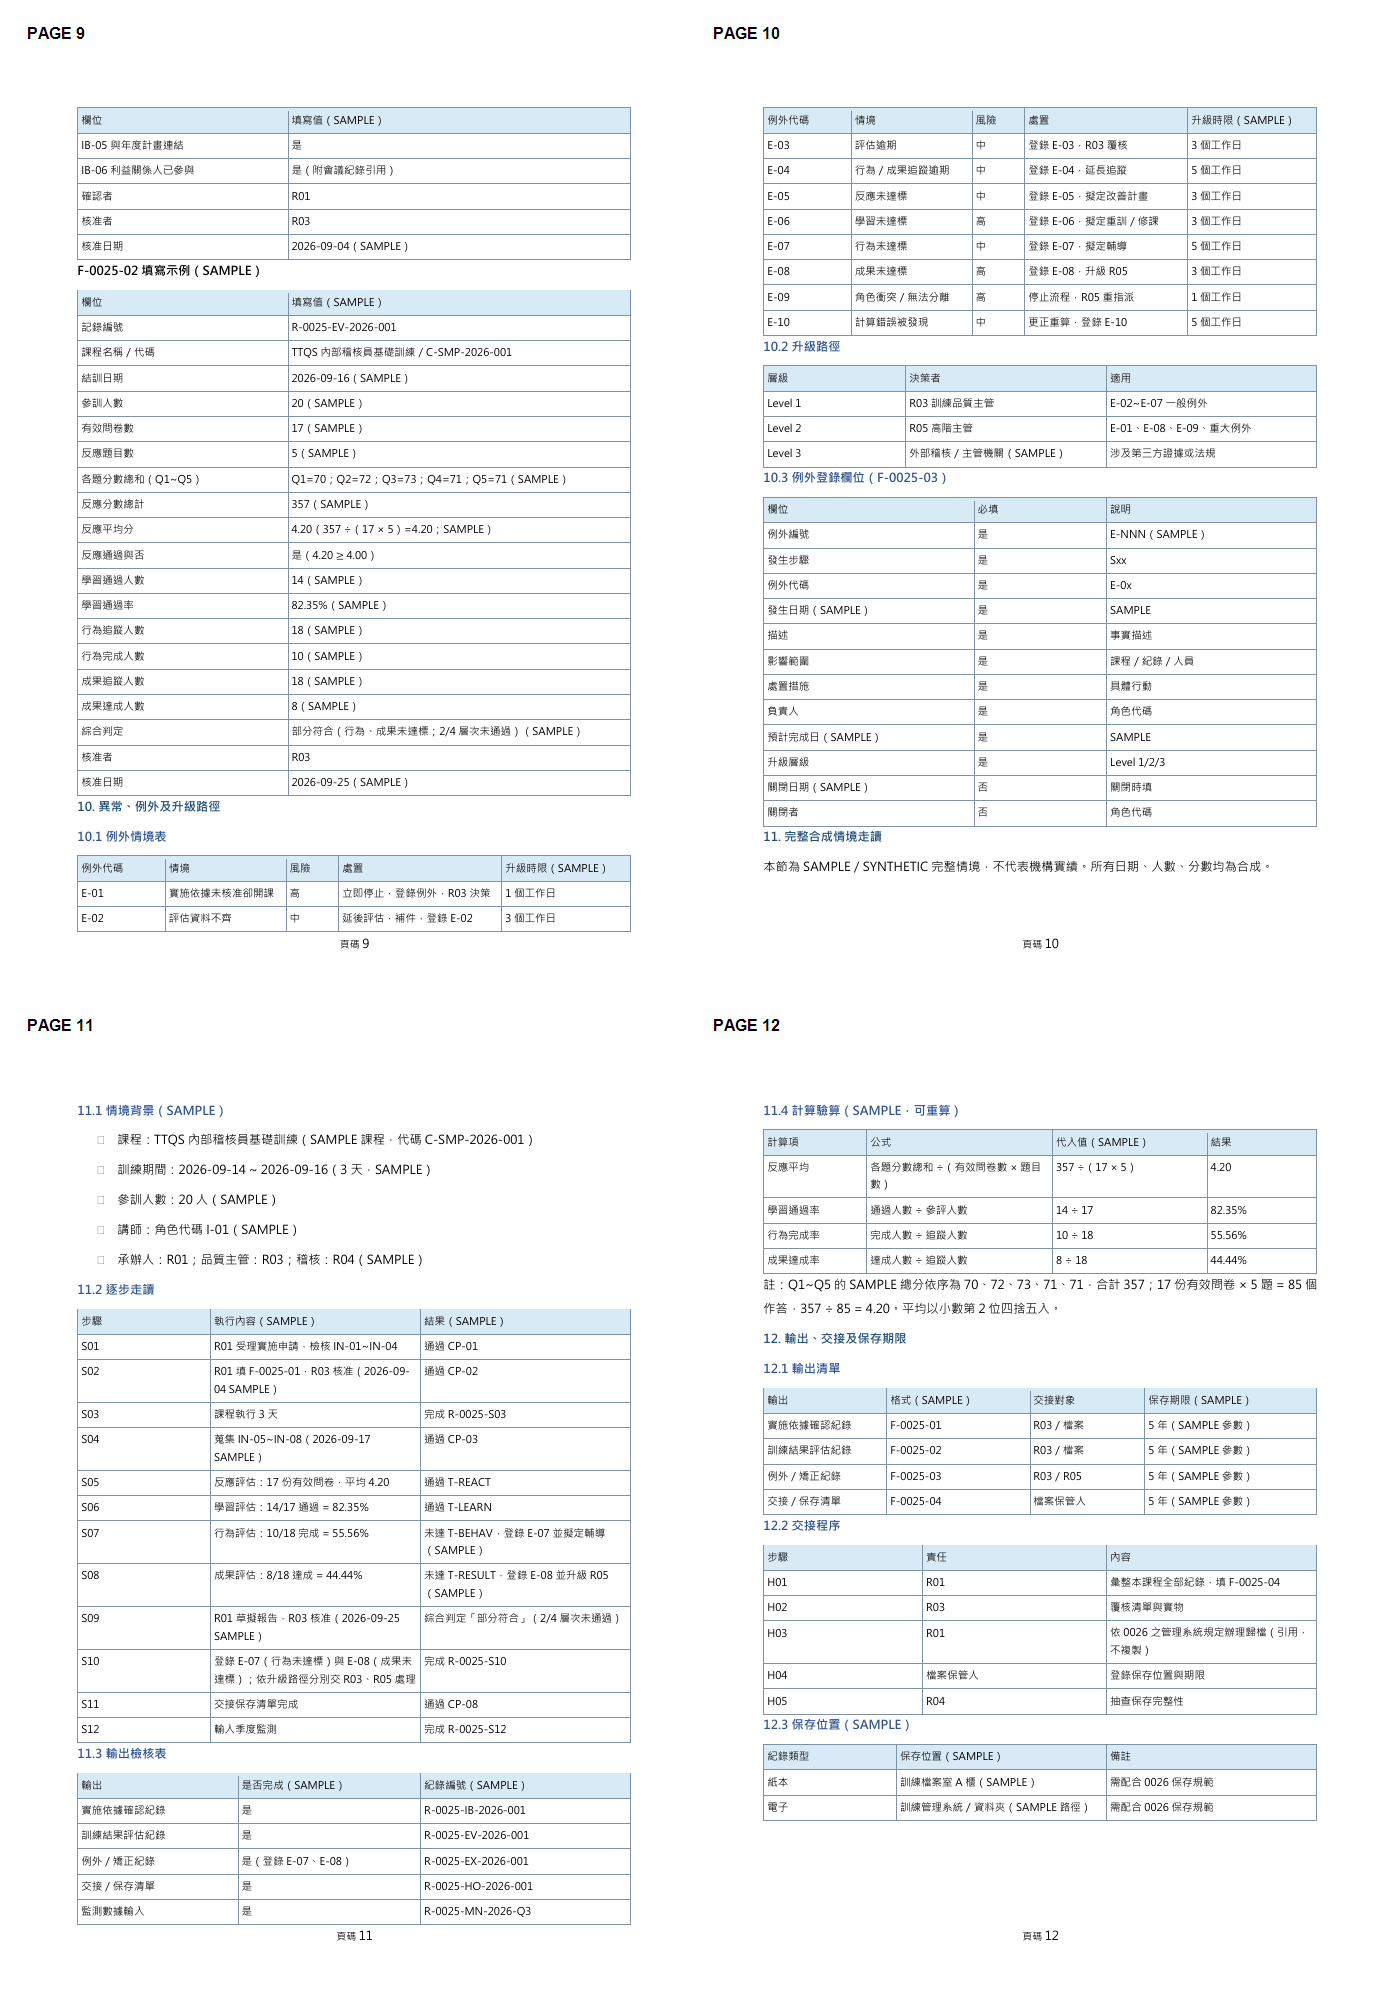 PAGE 9
欄位 填寫值（SAMPLE）
IB-05 與年度計畫連結 是
IB-06 利益關係人已參與 是（附會議紀錄引用）
確認者 R01
核准者 R03
核准日期 2026-09-04（SAMPLE）
F-0025-02 填寫示例（SAMPLE）
欄位 填寫值（SAMPLE）
記錄編號 R-0025-EV-2026-001
課程名稱 / 代碼 TTQS 內部稽核員基礎訓練 / C-SMP-2026-001
結訓日期 2026-09-16（SAMPLE）
參訓人數 20（SAMPLE）
有效問卷數 17（SAMPLE）
反應題目數 5（SAMPLE）
各題分數總和（Q1~Q5） Q1=70；Q2=72；Q3=73；Q4=71；Q5=71（SAMPLE）
反應分數總計 357（SAMPLE）
反應平均分 4.20（357 ÷（17 × 5）=4.20；SAMPLE）
反應通過與否 是（4.20 ≥ 4.00）
學習通過人數 14（SAMPLE）
學習通過率 82.35%（SAMPLE）
行為追蹤人數 18（SAMPLE）
行為完成人數 10（SAMPLE）
成果追蹤人數 18（SAMPLE）
成果達成人數 8（SAMPLE）
綜合判定 部分符合（行為、成果未達標；2/4 層次未通過）（SAMPLE）
核准者 R03
核准日期 2026-09-25（SAMPLE）
10. 異常、例外及升級路徑
10.1 例外情境表
例外代碼 情境 風險 處置 升級時限（SAMPLE）
E-01 實施依據未核准卻開課 高 立即停止，登錄例外，R03 決策 1 個工作日
E-02 評估資料不齊 中 延後評估，補件，登錄 E-02 3 個工作日
頁碼 9
PAGE 10
例外代碼 情境 風險 處置 升級時限（SAMPLE）
E-03 評估逾期 中 登錄 E-03，R03 覆核 3 個工作日
E-04 行為 / 成果追蹤逾期 中 登錄 E-04，延長追蹤 5 個工作日
E-05 反應未達標 中 登錄 E-05，擬定改善計畫 3 個工作日
E-06 學習未達標 高 登錄 E-06，擬定重訓 / 修課 3 個工作日
E-07 行為未達標 中 登錄 E-07，擬定輔導 5 個工作日
E-08 成果未達標 高 登錄 E-08，升級 R05 3 個工作日
E-09 角色衝突 / 無法分離 高 停止流程，R05 重指派 1 個工作日
E-10 計算錯誤被發現 中 更正重算，登錄 E-10 5 個工作日
10.2 升級路徑
層級 決策者 適用
Level 1 R03 訓練品質主管 E-02~E-07 一般例外
Level 2 R05 高階主管 E-01、E-08、E-09、重大例外
Level 3 外部稽核 / 主管機關（SAMPLE） 涉及第三方證據或法規
10.3 例外登錄欄位（F-0025-03）
欄位 必填 說明
例外編號 是 E-NNN（SAMPLE）
發生步驟 是 Sxx
例外代碼 是 E-0x
發生日期（SAMPLE） 是 SAMPLE
描述 是 事實描述
影響範圍 是 課程 / 紀錄 / 人員
處置措施 是 具體行動
負責人 是 角色代碼
預計完成日（SAMPLE） 是 SAMPLE
升級層級 是 Level 1/2/3
關閉日期（SAMPLE） 否 關閉時填
關閉者 否 角色代碼
11. 完整合成情境走讀
本節為 SAMPLE / SYNTHETIC 完整情境，不代表機構實績。所有日期、人數、分數均為合成。
頁碼 10
PAGE 11
11.1 情境背景（SAMPLE）
□ 課程：TTQS 內部稽核員基礎訓練（SAMPLE 課程，代碼 C-SMP-2026-001）
□ 訓練期間：2026-09-14 ~ 2026-09-16（3 天，SAMPLE）
□ 參訓人數：20 人（SAMPLE）
□ 講師：角色代碼 I-01（SAMPLE）
□ 承辦人：R01；品質主管：R03；稽核：R04（SAMPLE）
11.2 逐步走讀
步驟 執行內容（SAMPLE） 結果（SAMPLE）
S01 R01 受理實施申請，檢核 IN-01~IN-04 通過 CP-01
S02 R01 填 F-0025-01，R03 核准（2026-09- 通過 CP-02
04 SAMPLE）
S03 課程執行 3 天 完成 R-0025-S03
S04 蒐集 IN-05~IN-08（2026-09-17 通過 CP-03
SAMPLE）
S05 反應評估：17 份有效問卷，平均 4.20 通過 T-REACT
S06 學習評估：14/17 通過 = 82.35% 通過 T-LEARN
S07 行為評估：10/18 完成 = 55.56% 未達 T-BEHAV，登錄 E-07 並擬定輔導
（SAMPLE）
S08 成果評估：8/18 達成 = 44.44% 未達 T-RESULT，登錄 E-08 並升級 R05
（SAMPLE）
S09 R01 草擬報告，R03 核准（2026-09-25 綜合判定「部分符合」（2/4 層次未通過）
SAMPLE）
S10 登錄 E-07（行為未達標）與 E-08（成果未 完成 R-0025-S10
達標）；依升級路徑分別交 R03、R05 處理
S11 交接保存清單完成 通過 CP-08
S12 輸入季度監測 完成 R-0025-S12
11.3 輸出檢核表
輸出 是否完成（SAMPLE） 紀錄編號（SAMPLE）
實施依據確認紀錄 是 R-0025-IB-2026-001
訓練結果評估紀錄 是 R-0025-EV-2026-001
例外 / 矯正紀錄 是（登錄 E-07、E-08） R-0025-EX-2026-001
交接 / 保存清單 是 R-0025-HO-2026-001
監測數據輸入 是 R-0025-MN-2026-Q3
頁碼 11
PAGE 12
11.4 計算驗算（SAMPLE，可重算）
計算項 公式 代入值（SAMPLE） 結果
反應平均 各題分數總和 ÷（有效問卷數 × 題目 357 ÷（17 × 5） 4.20
數）
學習通過率 通過人數 ÷ 參評人數 14 ÷ 17 82.35%
行為完成率 完成人數 ÷ 追蹤人數 10 ÷ 18 55.56%
成果達成率 達成人數 ÷ 追蹤人數 8 ÷ 18 44.44%
註：Q1~Q5 的 SAMPLE 總分依序為 70、72、73、71、71，合計 357；17 份有效問卷 × 5 題 = 85 個
作答，357 ÷ 85 = 4.20。平均以小數第 2 位四捨五入。
12. 輸出、交接及保存期限
12.1 輸出清單
輸出 格式（SAMPLE） 交接對象 保存期限（SAMPLE）
實施依據確認紀錄 F-0025-01 R03 / 檔案 5 年（SAMPLE 參數）
訓練結果評估紀錄 F-0025-02 R03 / 檔案 5 年（SAMPLE 參數）
例外 / 矯正紀錄 F-0025-03 R03 / R05 5 年（SAMPLE 參數）
交接 / 保存清單 F-0025-04 檔案保管人 5 年（SAMPLE 參數）
12.2 交接程序
步驟 責任 內容
H01 R01 彙整本課程全部紀錄，填 F-0025-04
H02 R03 覆核清單與實物
H03 R01 依 0026 之管理系統規定辦理歸檔（引用，
不複製）
H04 檔案保管人 登錄保存位置與期限
H05 R04 抽查保存完整性
12.3 保存位置（SAMPLE）
紀錄類型 保存位置（SAMPLE） 備註
紙本 訓練檔案室 A 櫃（SAMPLE） 需配合 0026 保存規範
電子 訓練管理系統 / 資料夾（SAMPLE 路徑） 需配合 0026 保存規範
頁碼 12